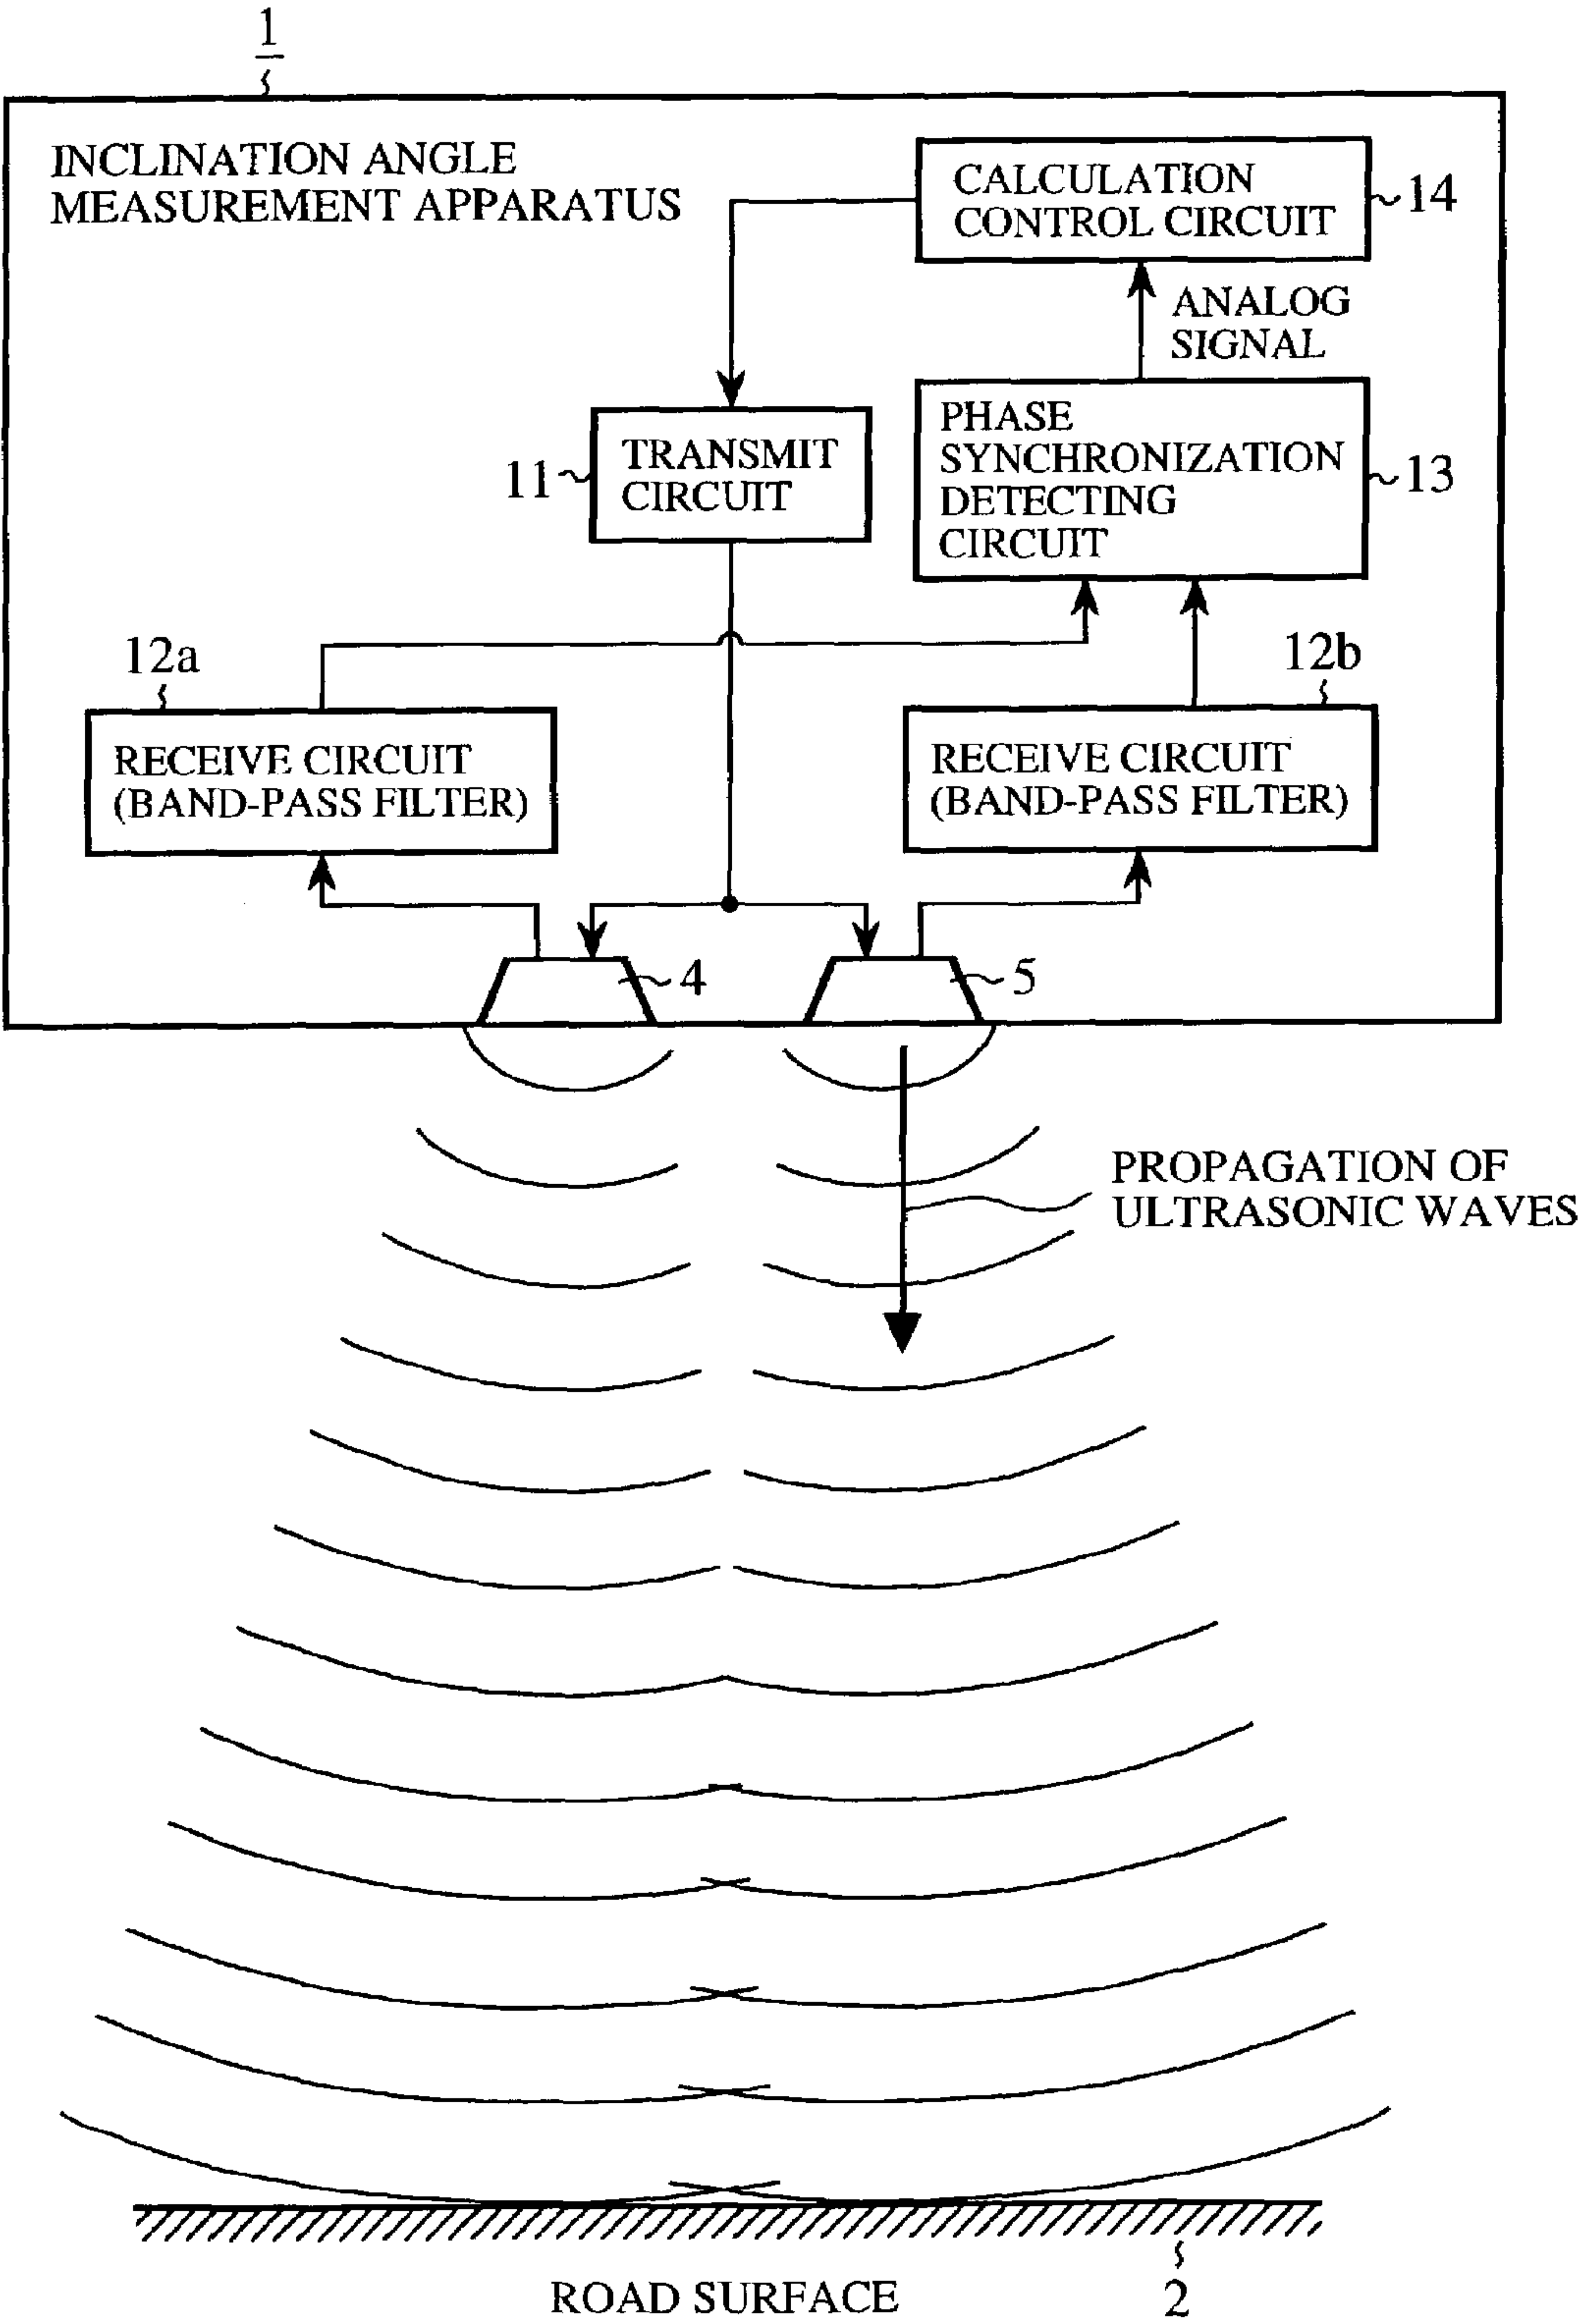 1
INCLINATION ANGLE
MEASUREMENT APPARATUS
CALCULATION
CONTROL CIRCUIT
14
ANALOG
SIGNAL
TRANSMIT
CIRCUIT
11
PHASE
SYNCHRONIZATION
DETECTING
CIRCUIT
13
12a
RECEIVE CIRCUIT
(BAND-PASS FILTER)
12b
RECEIVE CIRCUIT
(BAND-PASS FILTER)
4
5
PROPAGATION OF
ULTRASONIC WAVES
ROAD SURFACE
2